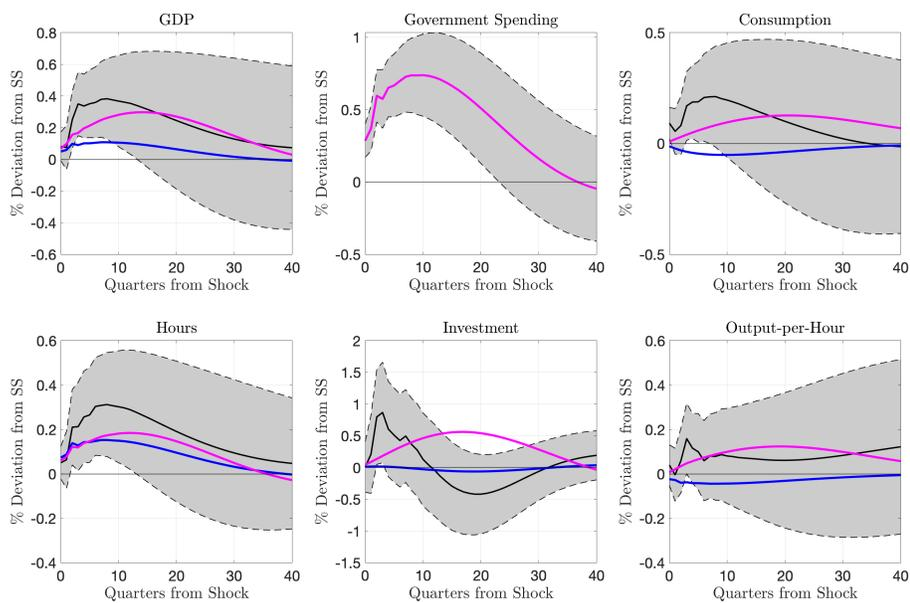 GDP
% Deviation from SS
0.8
0.6
0.4
0.2
0
-0.2
-0.4
-0.6
0 10 20 30 40
Quarters from Shock
Government Spending
% Deviation from SS
1
0.5
0
-0.5
0 10 20 30 40
Quarters from Shock
Consumption
% Deviation from SS
0.5
0
-0.5
0 10 20 30 40
Quarters from Shock
Hours
% Deviation from SS
0.6
0.4
0.2
0
-0.2
-0.4
0 10 20 30 40
Quarters from Shock
Investment
% Deviation from SS
2
1.5
1
0.5
0
-0.5
-1
-1.5
0 10 20 30 40
Quarters from Shock
Output-per-Hour
% Deviation from SS
0.6
0.4
0.2
0
-0.2
-0.4
0 10 20 30 40
Quarters from Shock